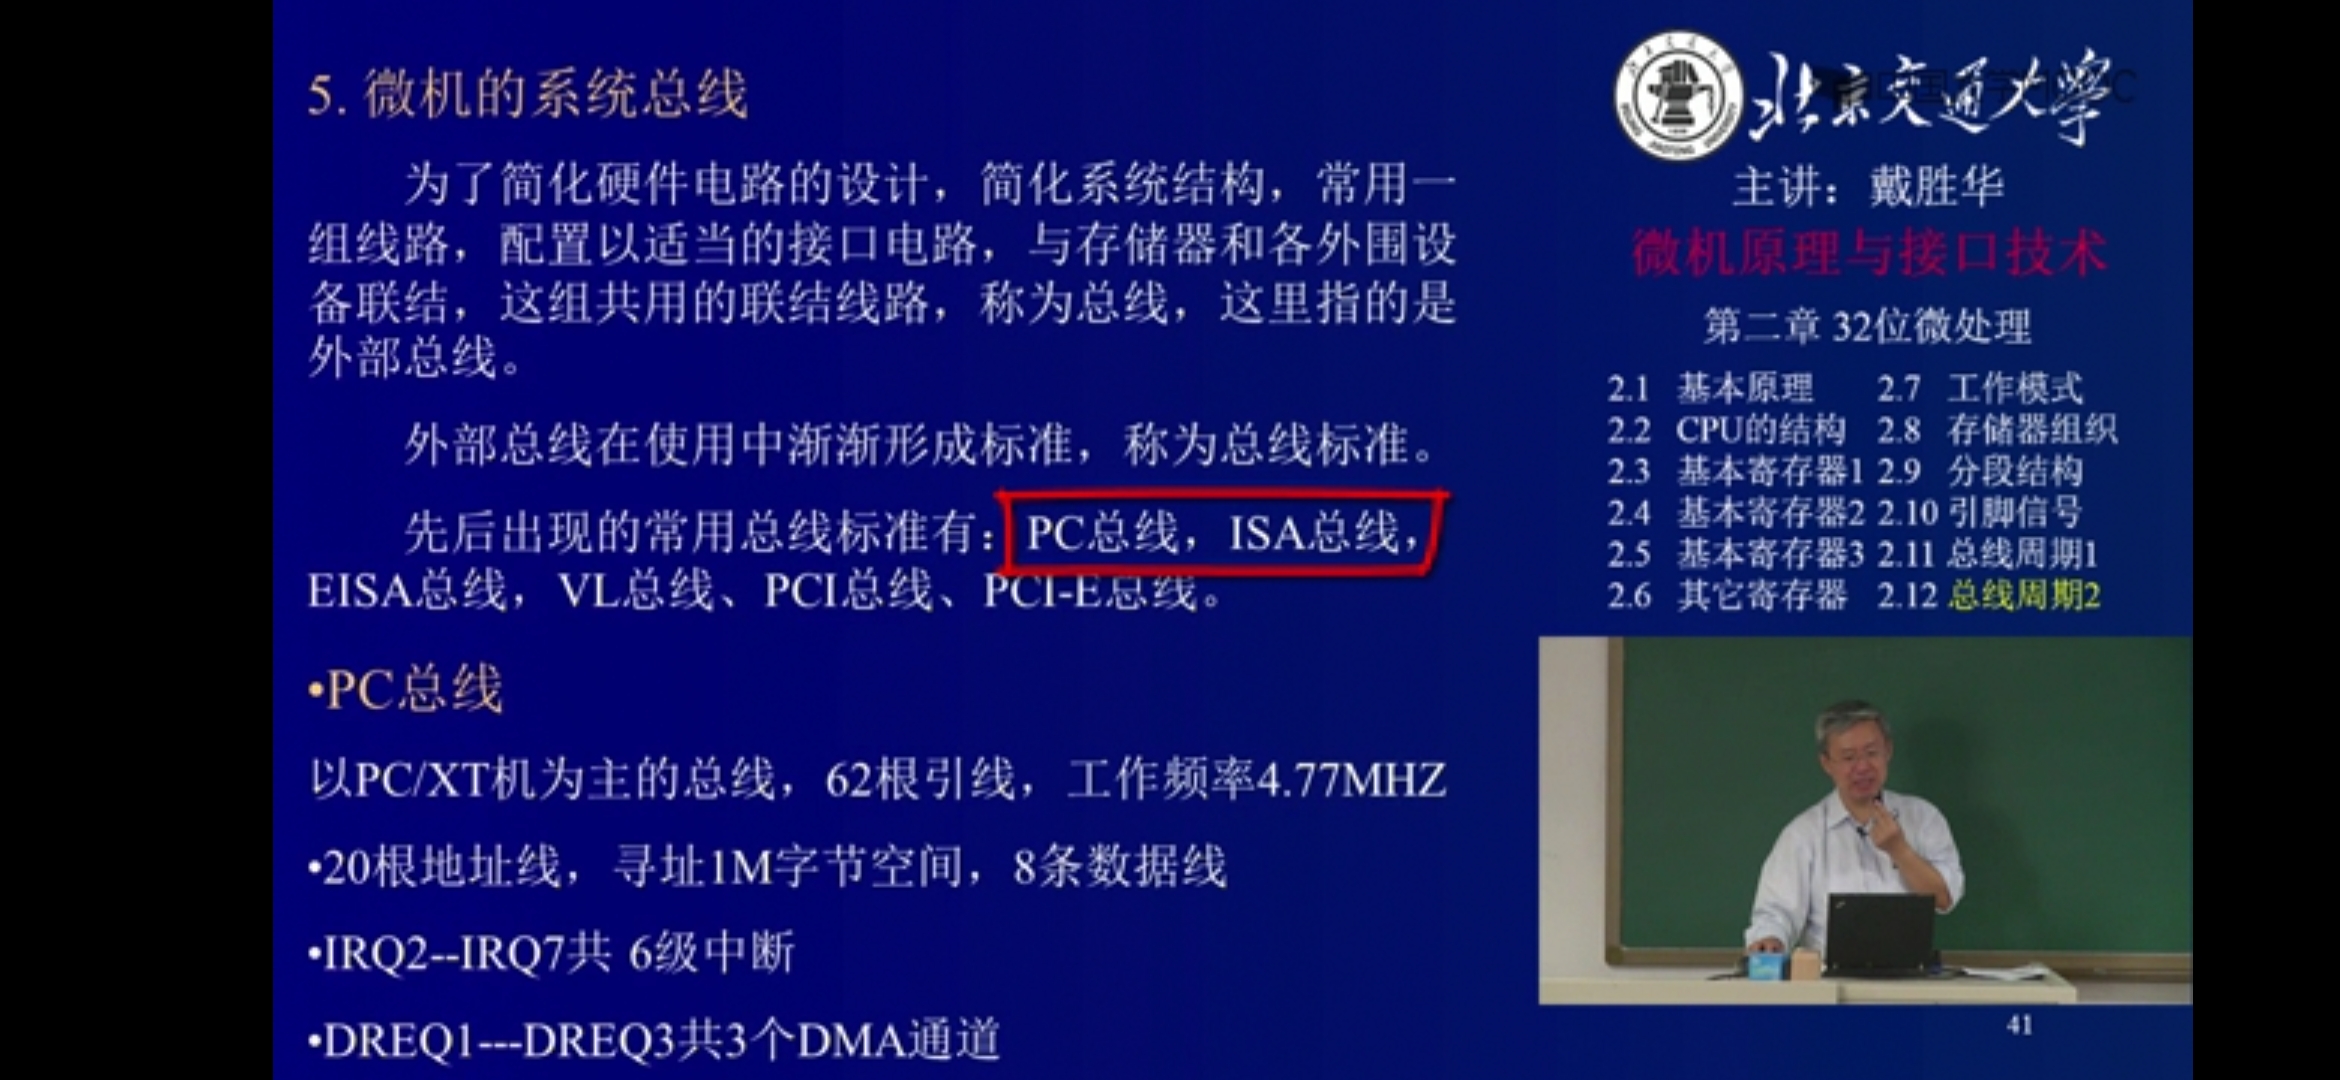 5. 微机的系统总线
为了简化硬件电路的设计，简化系统结构，常用一
组线路，配置以适当的接口电路，与存储器和各外围设
备联结，这组共用的联结线路，称为总线，这里指的是
外部总线。
外部总线在使用中渐渐形成标准，称为总线标准。
先后出现的常用总线标准有：PC总线，ISA总线，
EISA总线，VL总线、PCI总线、PCI-E总线。
•PC总线
以PC/XT机为主的总线，62根引线，工作频率4.77MHZ
•20根地址线，寻址1M字节空间，8条数据线
•IRQ2--IRQ7共 6级中断
•DREQ1---DREQ3共3个DMA通道
北京交通大學
主讲：戴胜华
微机原理与接口技术
第二章 32位微处理
2.1 基本原理 2.7 工作模式
2.2 CPU的结构 2.8 存储器组织
2.3 基本寄存器1 2.9 分段结构
2.4 基本寄存器2 2.10 引脚信号
2.5 基本寄存器3 2.11 总线周期1
2.6 其它寄存器 2.12 总线周期2
41